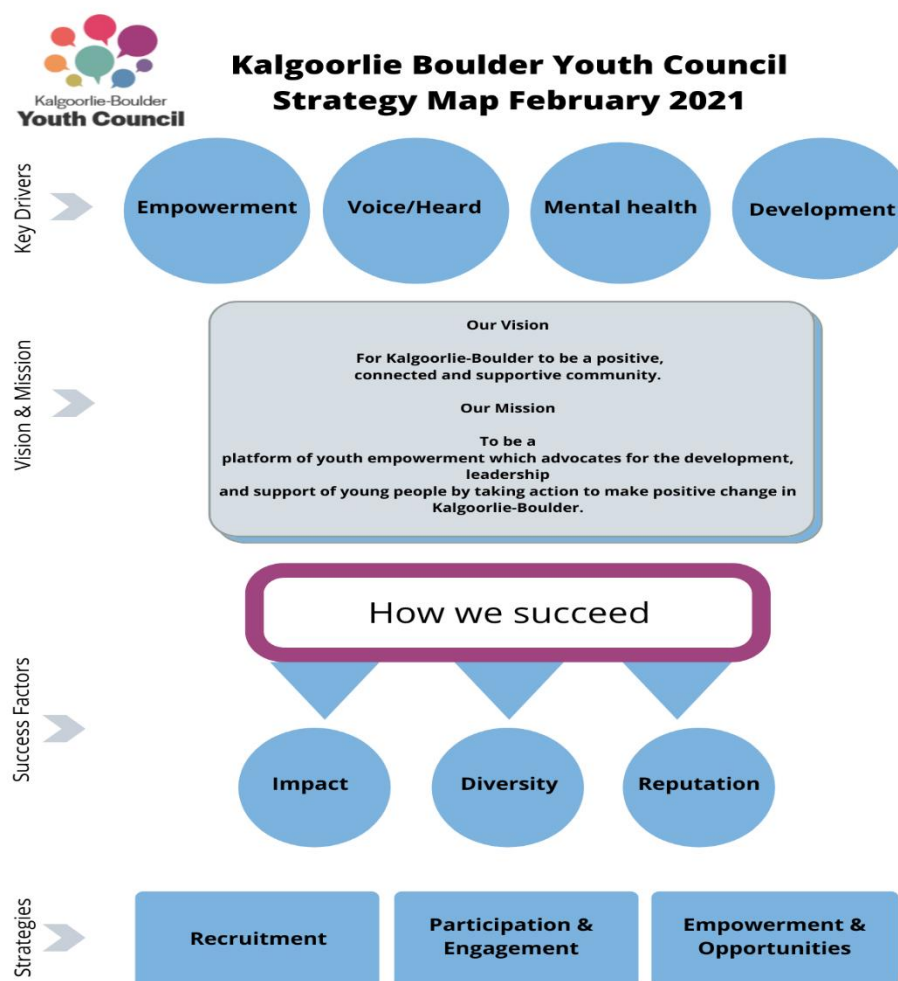 Kalgoorlie-Boulder
Youth Council
Kalgoorlie Boulder Youth Council
Strategy Map February 2021
Key Drivers
Empowerment
Voice/Heard
Mental health
Development
Vision & Mission
Our Vision
For Kalgoorlie-Boulder to be a positive,
connected and supportive community.
Our Mission
To be a
platform of youth empowerment which advocates for the development,
leadership
and support of young people by taking action to make positive change in
Kalgoorlie-Boulder.
How we succeed
Success Factors
Impact
Diversity
Reputation
Strategies
Recruitment
Participation &
Engagement
Empowerment &
Opportunities